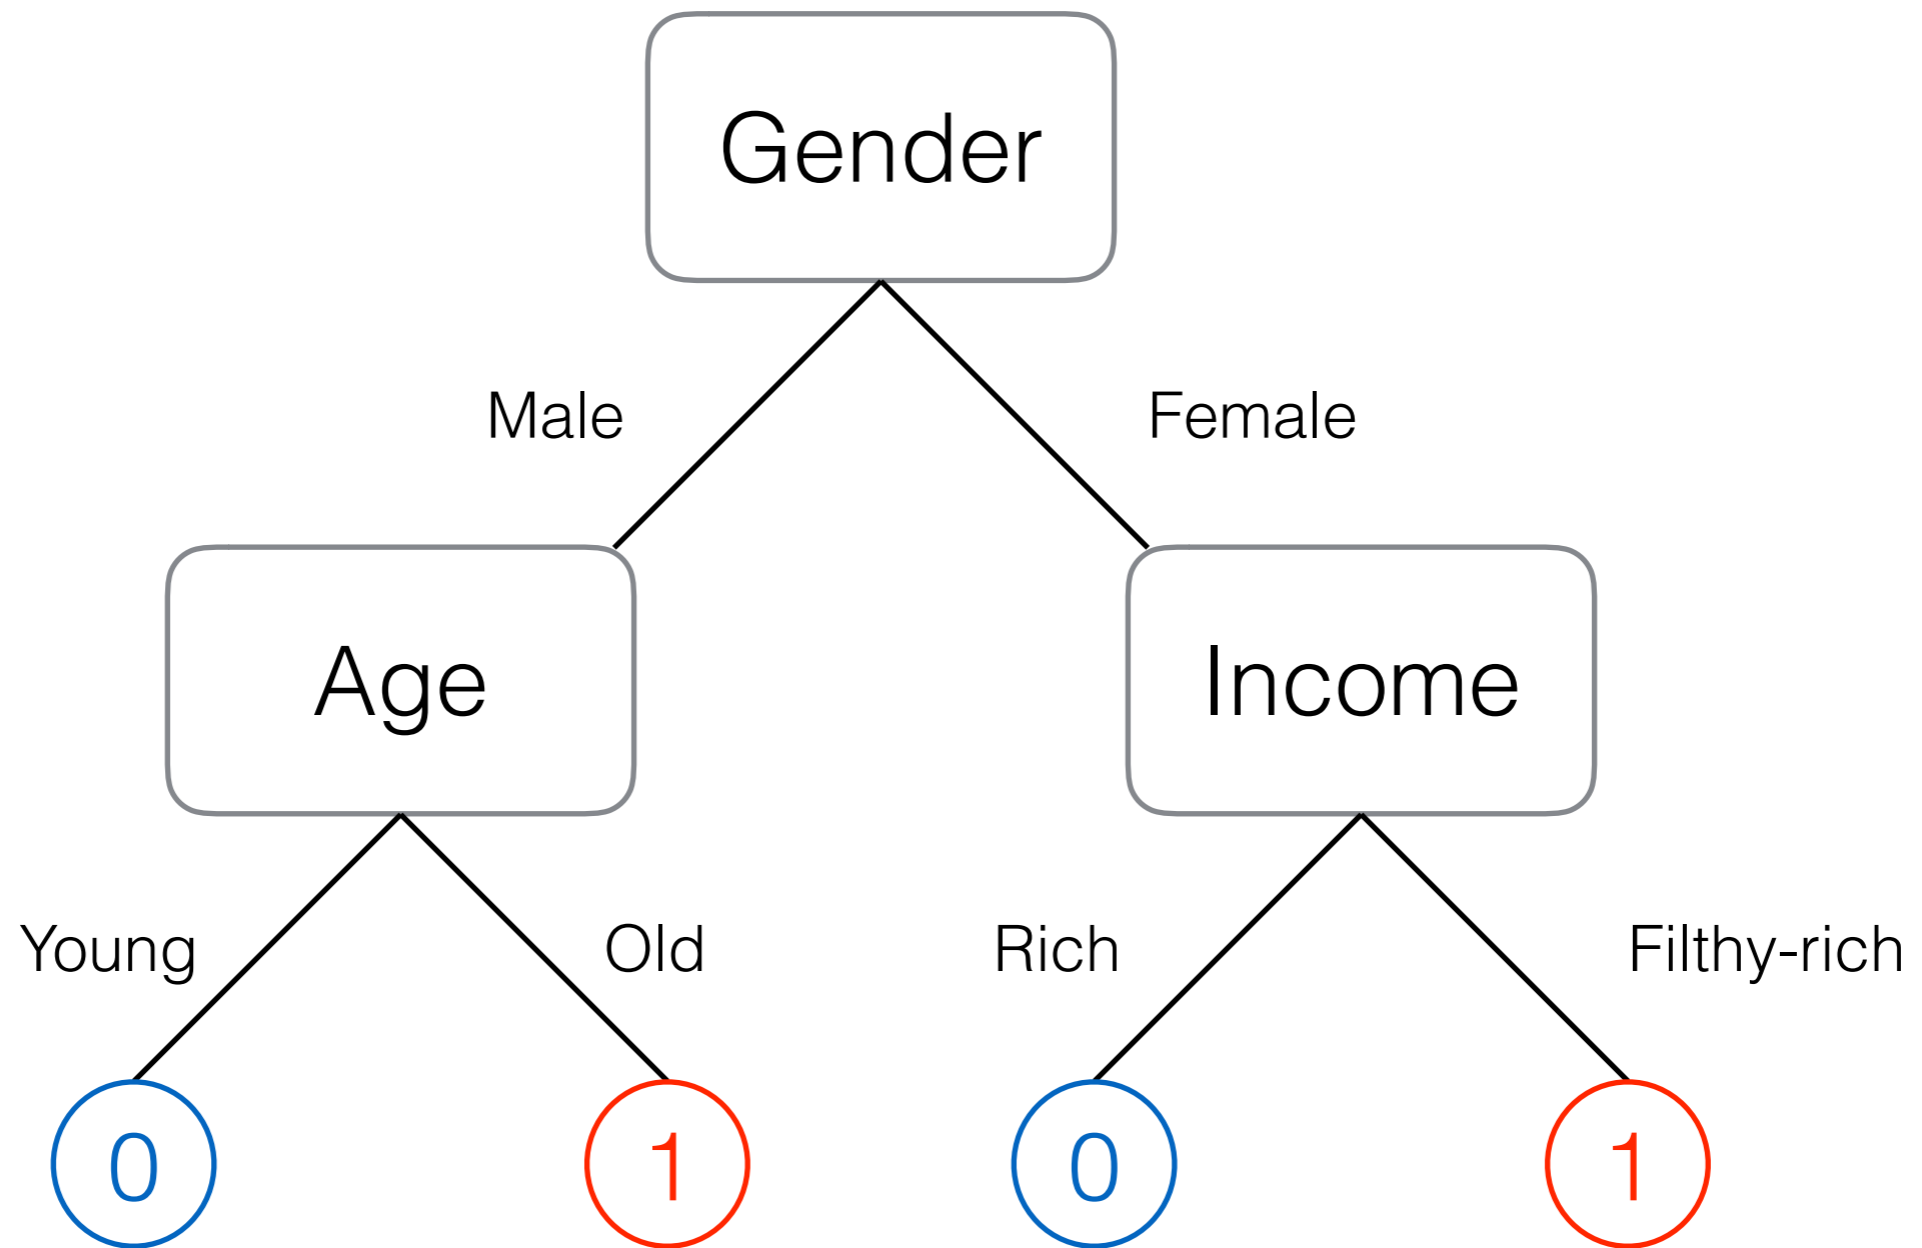 Gender
Male
Female
Age
Income
Young
Old
Rich
Filthy-rich
0
1
0
1